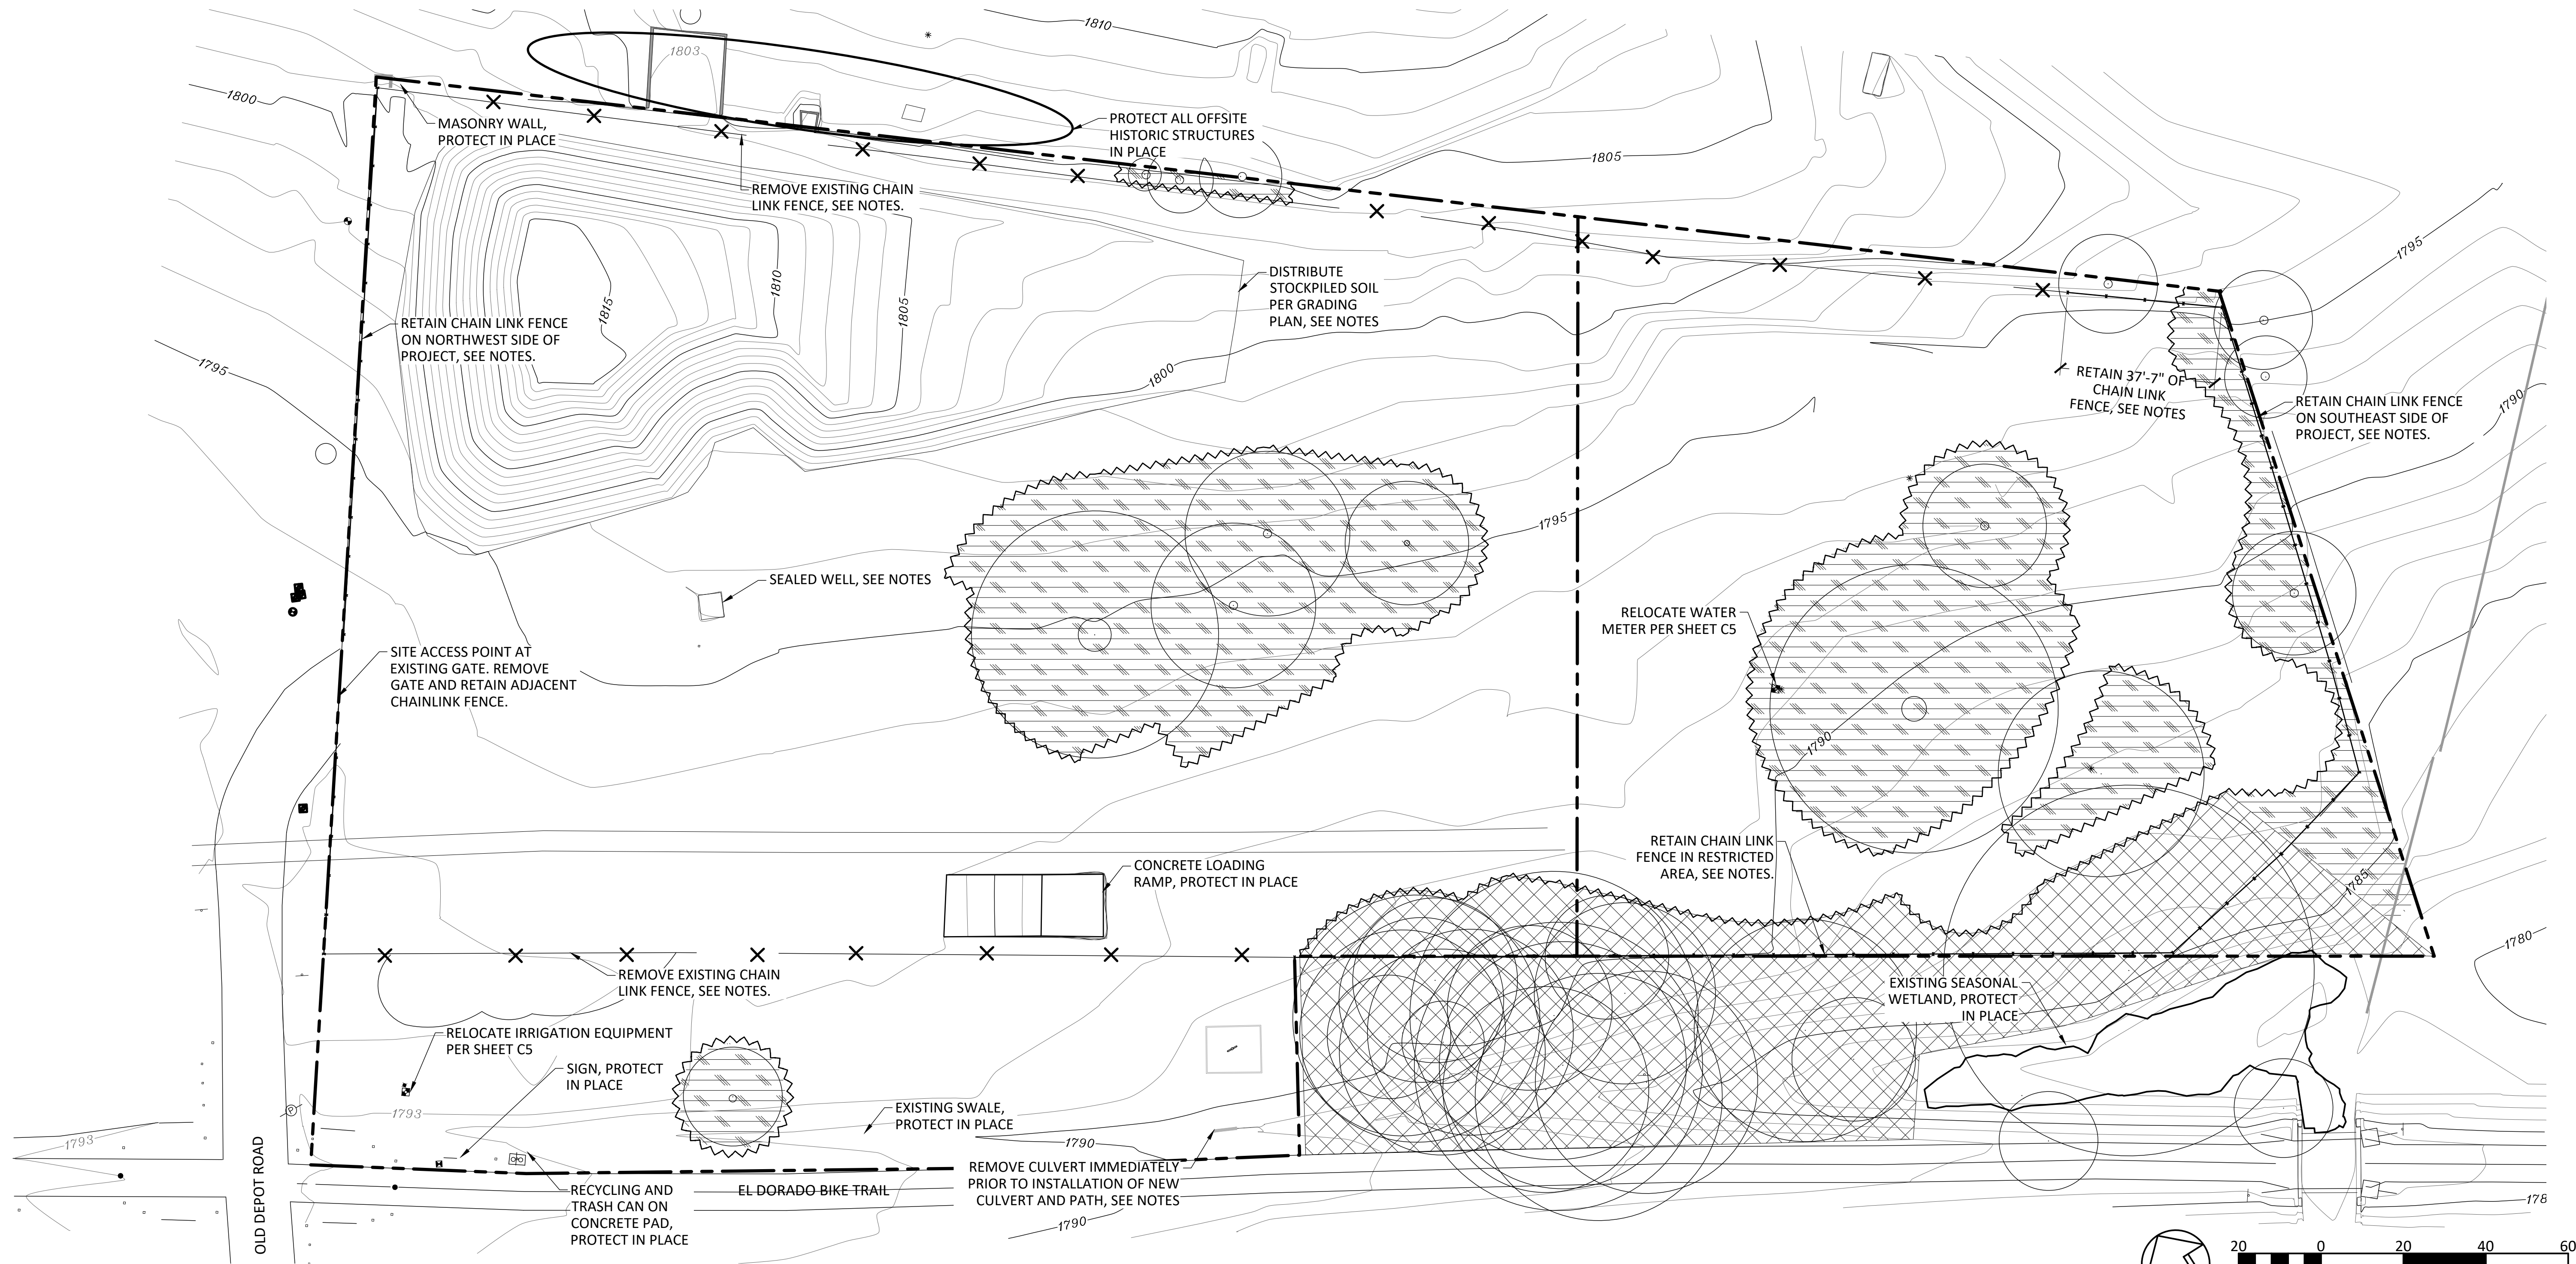 1810
1803
1800
MASONRY WALL,
PROTECT IN PLACE
PROTECT ALL OFFSITE
HISTORIC STRUCTURES
IN PLACE
1805
REMOVE EXISTING CHAIN
LINK FENCE, SEE NOTES.
1795
DISTRIBUTE
STOCKPILED SOIL
PER GRADING
PLAN, SEE NOTES
1815
1810
1805
RETAIN CHAIN LINK FENCE
ON NORTHWEST SIDE OF
PROJECT, SEE NOTES.
1795
1800
RETAIN 37'-7" OF
CHAIN LINK
FENCE, SEE NOTES
1790
RETAIN CHAIN LINK FENCE
ON SOUTHEAST SIDE OF
PROJECT, SEE NOTES.
1795
SEALED WELL, SEE NOTES
RELOCATE WATER
METER PER SHEET C5
SITE ACCESS POINT AT
EXISTING GATE. REMOVE
GATE AND RETAIN ADJACENT
CHAINLINK FENCE.
1790
RETAIN CHAIN LINK
FENCE IN RESTRICTED
AREA, SEE NOTES.
CONCRETE LOADING
RAMP, PROTECT IN PLACE
1785
1780
REMOVE EXISTING CHAIN
LINK FENCE, SEE NOTES.
EXISTING SEASONAL
WETLAND, PROTECT
IN PLACE
RELOCATE IRRIGATION EQUIPMENT
PER SHEET C5
SIGN, PROTECT
IN PLACE
1793
EXISTING SWALE,
PROTECT IN PLACE
1793
1790
REMOVE CULVERT IMMEDIATELY
PRIOR TO INSTALLATION OF NEW
CULVERT AND PATH, SEE NOTES
OLD DEPOT ROAD
RECYCLING AND
TRASH CAN ON
CONCRETE PAD,
PROTECT IN PLACE
EL DORADO BIKE TRAIL
1790
178
20 0 20 40 60